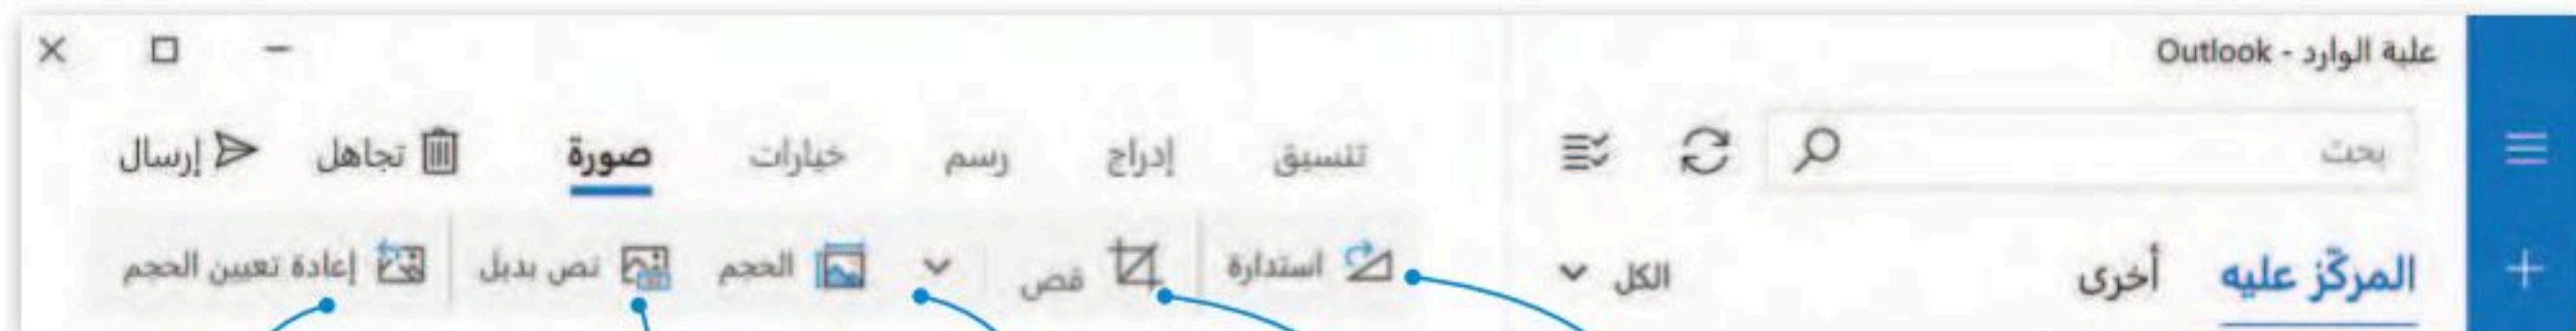 علبة الوارد - Outlook
بحث
تنسيق إدراج رسم خيارات صورة تجاهل إرسال
المركّز عليه أخرى الكل
استدارة قص الحجم نص بديل إعادة تعيين الحجم